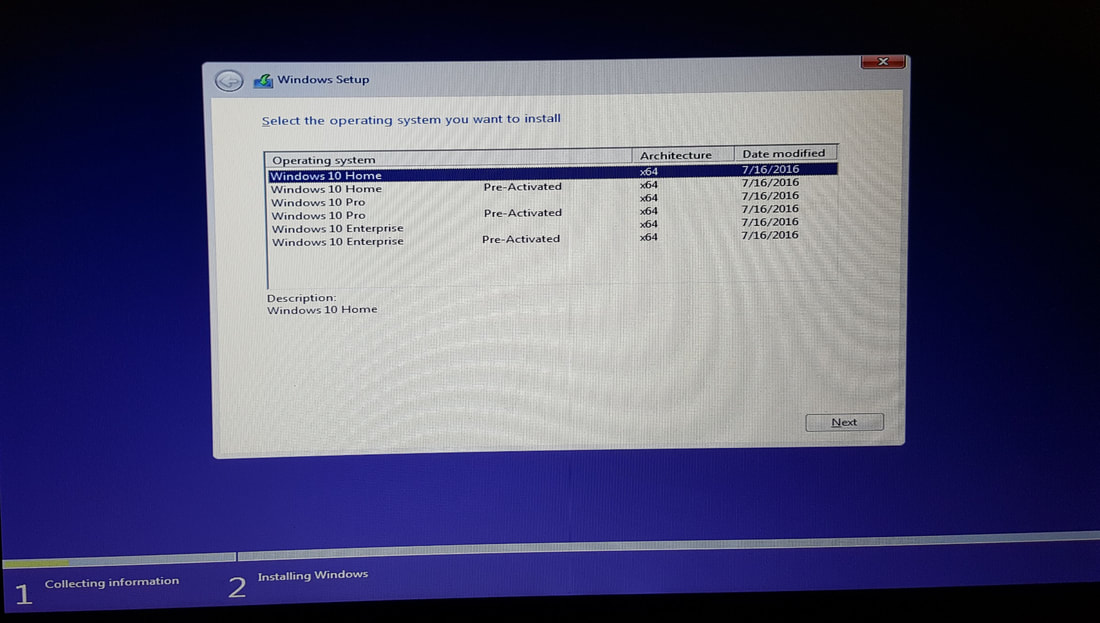 Windows Setup
Select the operating system you want to install
Operating system Architecture Date modified
Windows 10 Home x64 7/16/2016
Windows 10 Home Pre-Activated x64 7/16/2016
Windows 10 Pro x64 7/16/2016
Windows 10 Pro Pre-Activated x64 7/16/2016
Windows 10 Enterprise x64 7/16/2016
Windows 10 Enterprise Pre-Activated x64 7/16/2016
Description:
Windows 10 Home
Next
1 Collecting information
2 Installing Windows